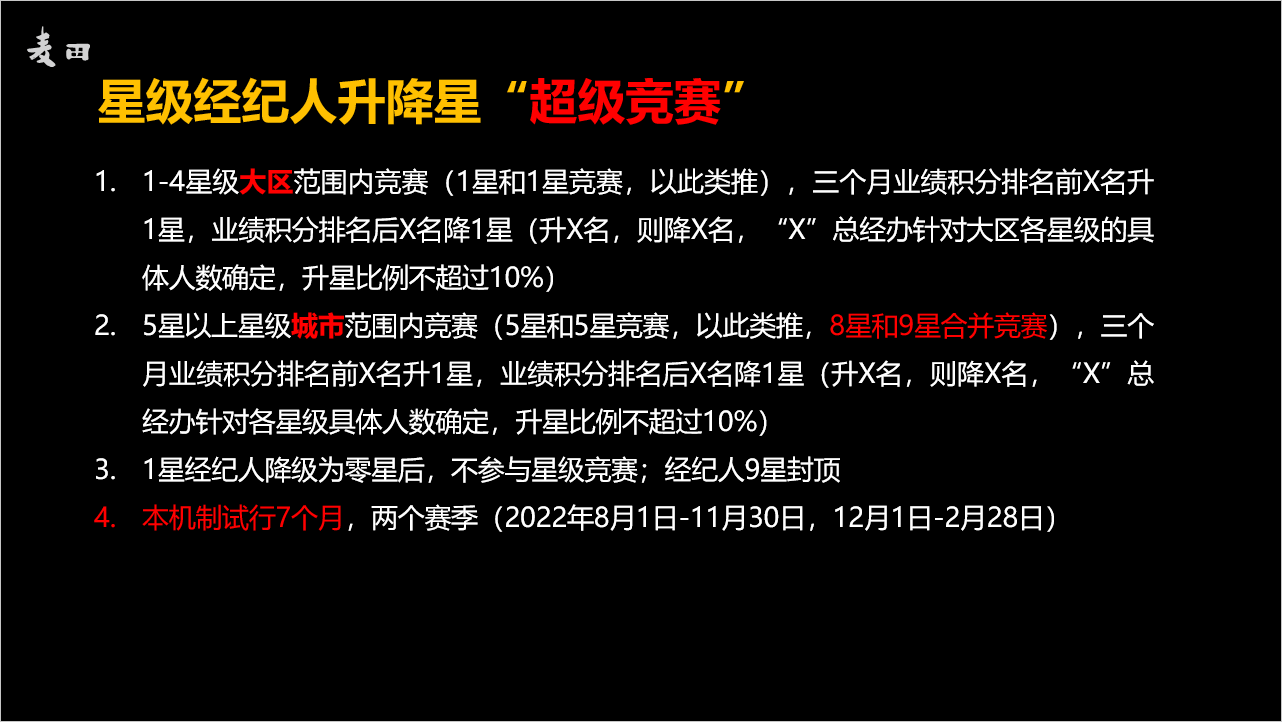 麦田
星级经纪人升降星“超级竞赛”
1. 1-4星级大区范围内竞赛（1星和1星竞赛，以此类推），三个月业绩积分排名前X名升
1星，业绩积分排名后X名降1星（升X名，则降X名，“X”总经办针对大区各星级的具
体人数确定，升星比例不超过10%）
2. 5星以上星级城市范围内竞赛（5星和5星竞赛，以此类推，8星和9星合并竞赛），三个
月业绩积分排名前X名升1星，业绩积分排名后X名降1星（升X名，则降X名，“X”总
经办针对各星级具体人数确定，升星比例不超过10%）
3. 1星经纪人降级为零星后，不参与星级竞赛；经纪人9星封顶
4. 本机制试行7个月，两个赛季（2022年8月1日-11月30日，12月1日-2月28日）